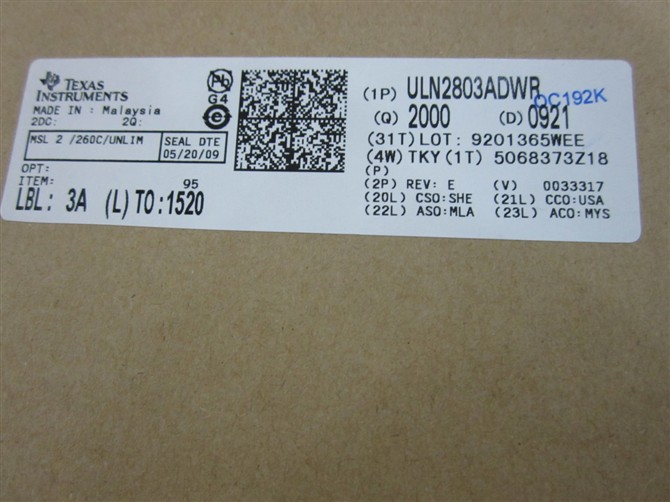 TEXAS
INSTRUMENTS
MADE IN : Malaysia
2DC: 2Q:
MSL 2 /260C/UNLIM SEAL DTE
05/20/09
OPT:
ITEM: 95
LBL: 3A (L) TO:1520
Pb
G4
e
(1P) ULN2803ADWR
QC192K
(Q) 2000 (D) 0921
(31T) LOT: 9201365WEE
(4W) TKY (1T) 5068373Z18
(P)
(2P) REV: E (V) 0033317
(20L) CSO:SHE (21L) CCO:USA
(22L) ASO:MLA (23L) ACO:MYS